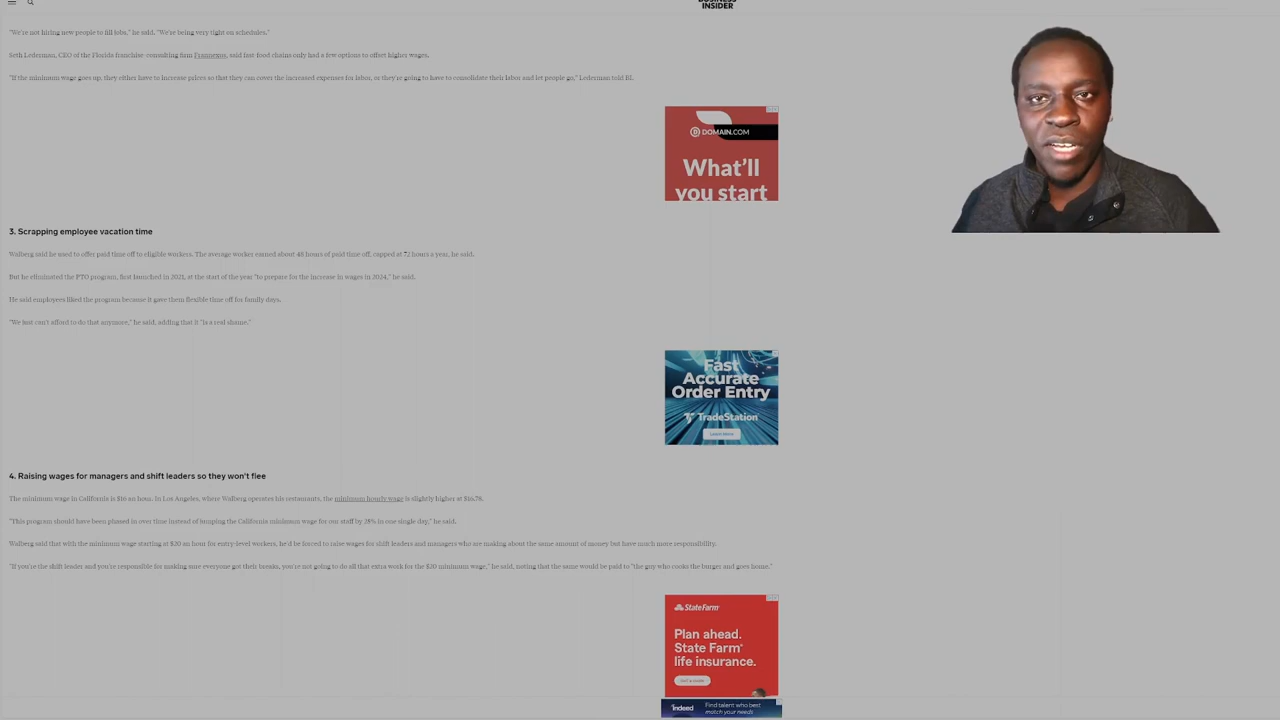 BUSINESS
INSIDER
"We're not hiring new people to fill jobs," he said. "We're being very tight on schedules."
Seth Lederman, CEO of the Florida franchise-consulting firm Frannexus, said fast-food chains only had a few options to offset higher wages.
"If the minimum wage goes up, they either have to increase prices so that they can cover the increased expenses for labor, or they're going to have to consolidate their labor and let people go," Lederman told BI.
DOMAIN.COM
What'll
you start
3. Scrapping employee vacation time
Walberg said he used to offer paid time off to eligible workers. The average worker earned about 48 hours of paid time off, capped at 72 hours a year, he said.
But he eliminated the PTO program, first launched in 2021, at the start of the year "to prepare for the increase in wages in 2024," he said.
He said employees liked the program because it gave them flexible time off for family days.
"We just can't afford to do that anymore," he said, adding that it "is a real shame."
Fast
Accurate
Order Entry
TradeStation
Learn More
4. Raising wages for managers and shift leaders so they won't flee
The minimum wage in California is $16 an hour. In Los Angeles, where Walberg operates his restaurants, the minimum hourly wage is slightly higher at $16.78.
"This program should have been phased in over time instead of jumping the California minimum wage for our staff by 28% in one single day," he said.
Walberg said that with the minimum wage starting at $20 an hour for entry-level workers, he'd be forced to raise wages for shift leaders and managers who are making about the same amount of money but have much more responsibility.
"If you're the shift leader and you're responsible for making sure everyone got their breaks, you're not going to do all that extra work for the $20 minimum wage," he said, noting that the same would be paid to "the guy who cooks the burger and goes home."
StateFarm
Plan ahead.
State Farm®
life insurance.
Get a quote
indeed
Find talent who best
match your needs